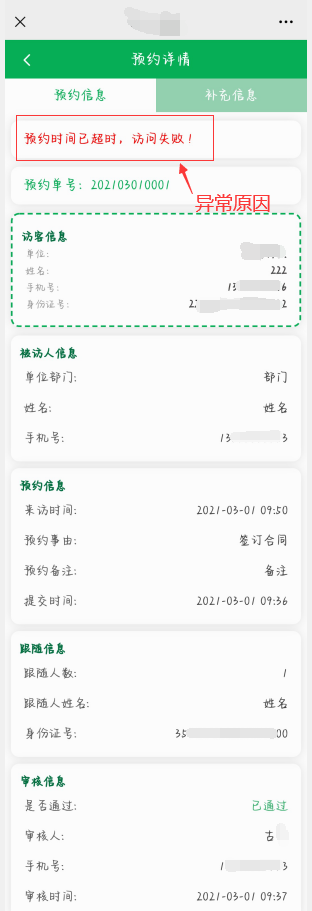 预约详情
预约信息 补充信息
预约时间已超时，访问失败！
预约单号：202103010001
异常原因
访客信息
单位：
姓名： 222
手机号： 13 6
身份证号： 2 2
被访人信息
单位部门： 部门
姓名： 姓名
手机号： 13 3
预约信息
来访时间： 2021-03-01 09:50
预约事由： 签订合同
预约备注： 备注
提交时间： 2021-03-01 09:36
跟随信息
跟随人数： 1
跟随人姓名： 姓名
身份证号： 35 00
审核信息
是否通过： 已通过
审核人： 古
手机号： 1 3
审核时间： 2021-03-01 09:37